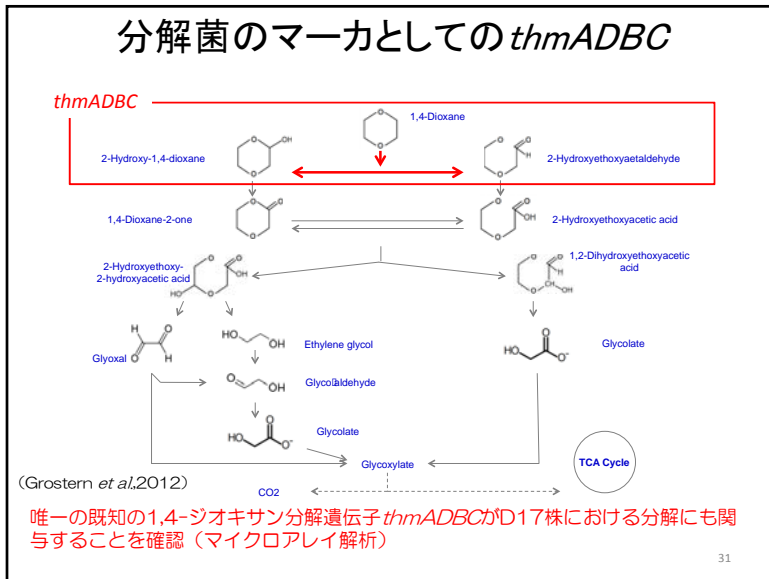 分解菌のマーカとしてのthmADBC
thmADBC
1,4-Dioxane
2-Hydroxy-1,4-dioxane
2-Hydroxyethoxyaetaldehyde
1,4-Dioxane-2-one
2-Hydroxyethoxyacetic acid
2-Hydroxyethoxy-
2-hydroxyacetic acid
1,2-Dihydroxyethoxyacetic
acid
Glyoxal
Ethylene glycol
Glycolate
Glycolaldehyde
Glycolate
Glycoxylate
TCA Cycle
(Grostern et al,2012)
CO2
唯一の既知の1,4-ジオキサン分解遺伝子thmADBCがD17株における分解にも関
与することを確認（マイクロアレイ解析）
31